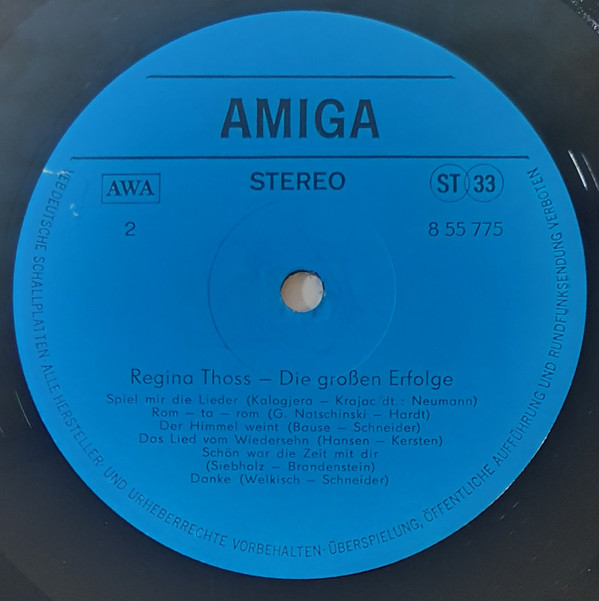 AMIGA
AWA
STEREO
ST 33
2
8 55 775
Regina Thoss – Die großen Erfolge
Spiel mir die Lieder (Kalogjera – Krajac/dt.: Neumann)
Rom – ta – rom (G. Natschinski – Hardt)
Der Himmel weint (Bause – Schneider)
Das Lied vom Wiedersehn (Hansen – Kersten)
Schön war die Zeit mit dir
(Siebholz – Brandenstein)
Danke (Welkisch – Schneider)
VEB DEUTSCHE SCHALLPLATTEN ALLE HERSTELLER- UND URHEBERRECHTE VORBEHALTEN·ÜBERSPIELUNG, ÖFFENTLICHE AUFFÜHRUNG UND RUNDFUNKSENDUNG VERBOTEN